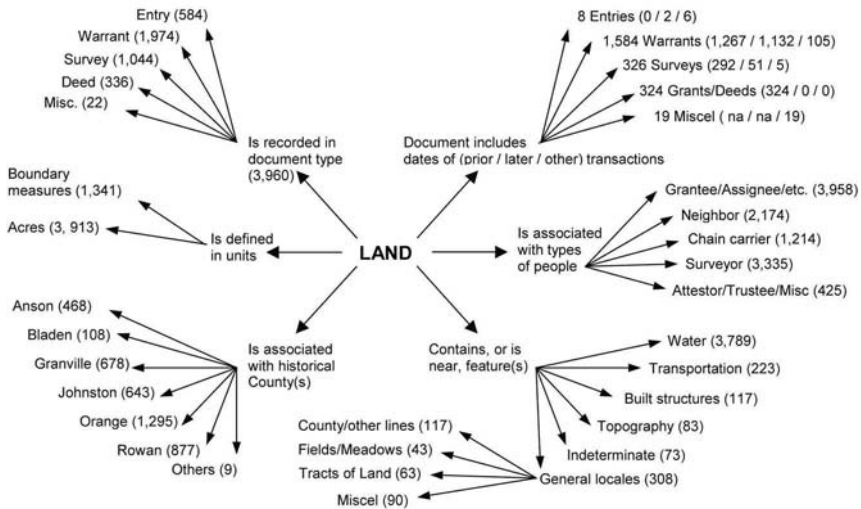 Entry (584)
Warrant (1,974)
Survey (1,044)
Deed (336)
Misc. (22)
Is recorded in
document type
(3,960)
8 Entries (0 / 2 / 6)
1,584 Warrants (1,267 / 1,132 / 105)
326 Surveys (292 / 51 / 5)
324 Grants/Deeds (324 / 0 / 0)
19 Miscel ( na / na / 19)
Document includes
dates of (prior / later / other) transactions
Boundary
measures (1,341)
Acres (3, 913)
Is defined
in units
LAND
Is associated
with types
of people
Grantee/Assignee/etc. (3,958)
Neighbor (2,174)
Chain carrier (1,214)
Surveyor (3,335)
Attestor/Trustee/Misc (425)
Anson (468)
Bladen (108)
Granville (678)
Johnston (643)
Orange (1,295)
Rowan (877)
Others (9)
Is associated
with historical
County(s)
Contains, or is
near, feature(s)
Water (3,789)
Transportation (223)
Built structures (117)
Topography (83)
Indeterminate (73)
General locales (308)
County/other lines (117)
Fields/Meadows (43)
Tracts of Land (63)
Miscel (90)